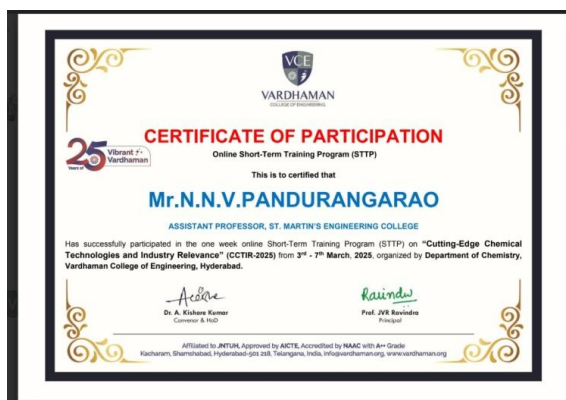 VCE
VARDHAMAN
COLLEGE OF ENGINEERING
25 Vibrant
Years of Vardhaman
CERTIFICATE OF PARTICIPATION
Online Short-Term Training Program (STTP)
This is to certified that
Mr.N.N.V.PANDURANGARAO
ASSISTANT PROFESSOR, ST. MARTIN'S ENGINEERING COLLEGE
Has successfully participated in the one week online Short-Term Training Program (STTP) on "Cutting-Edge Chemical
Technologies and Industry Relevance" (CCTIR-2025) from 3rd - 7th March, 2025, organized by Department of Chemistry,
Vardhaman College of Engineering, Hyderabad.
Ravindra
Dr. A. Kishore Kumar
Convenor & HoD
Prof. JVR Ravindra
Principal
Affiliated to JNTUH, Approved by AICTE, Accredited by NAAC with A++ Grade
Kacharam, Shamshabad, Hyderabad-501 218, Telangana, India, info@vardhaman.org, www.vardhaman.org